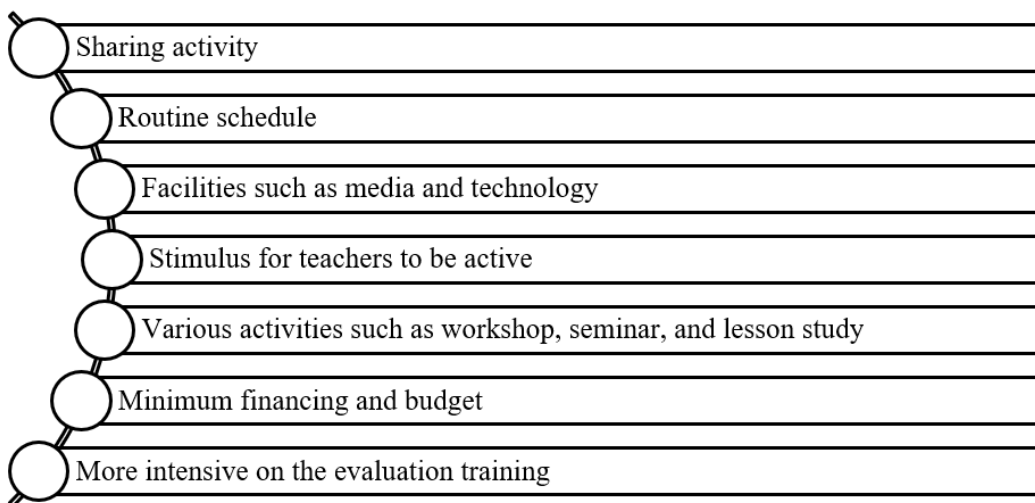 Sharing activity
Routine schedule
Facilities such as media and technology
Stimulus for teachers to be active
Various activities such as workshop, seminar, and lesson study
Minimum financing and budget
More intensive on the evaluation training